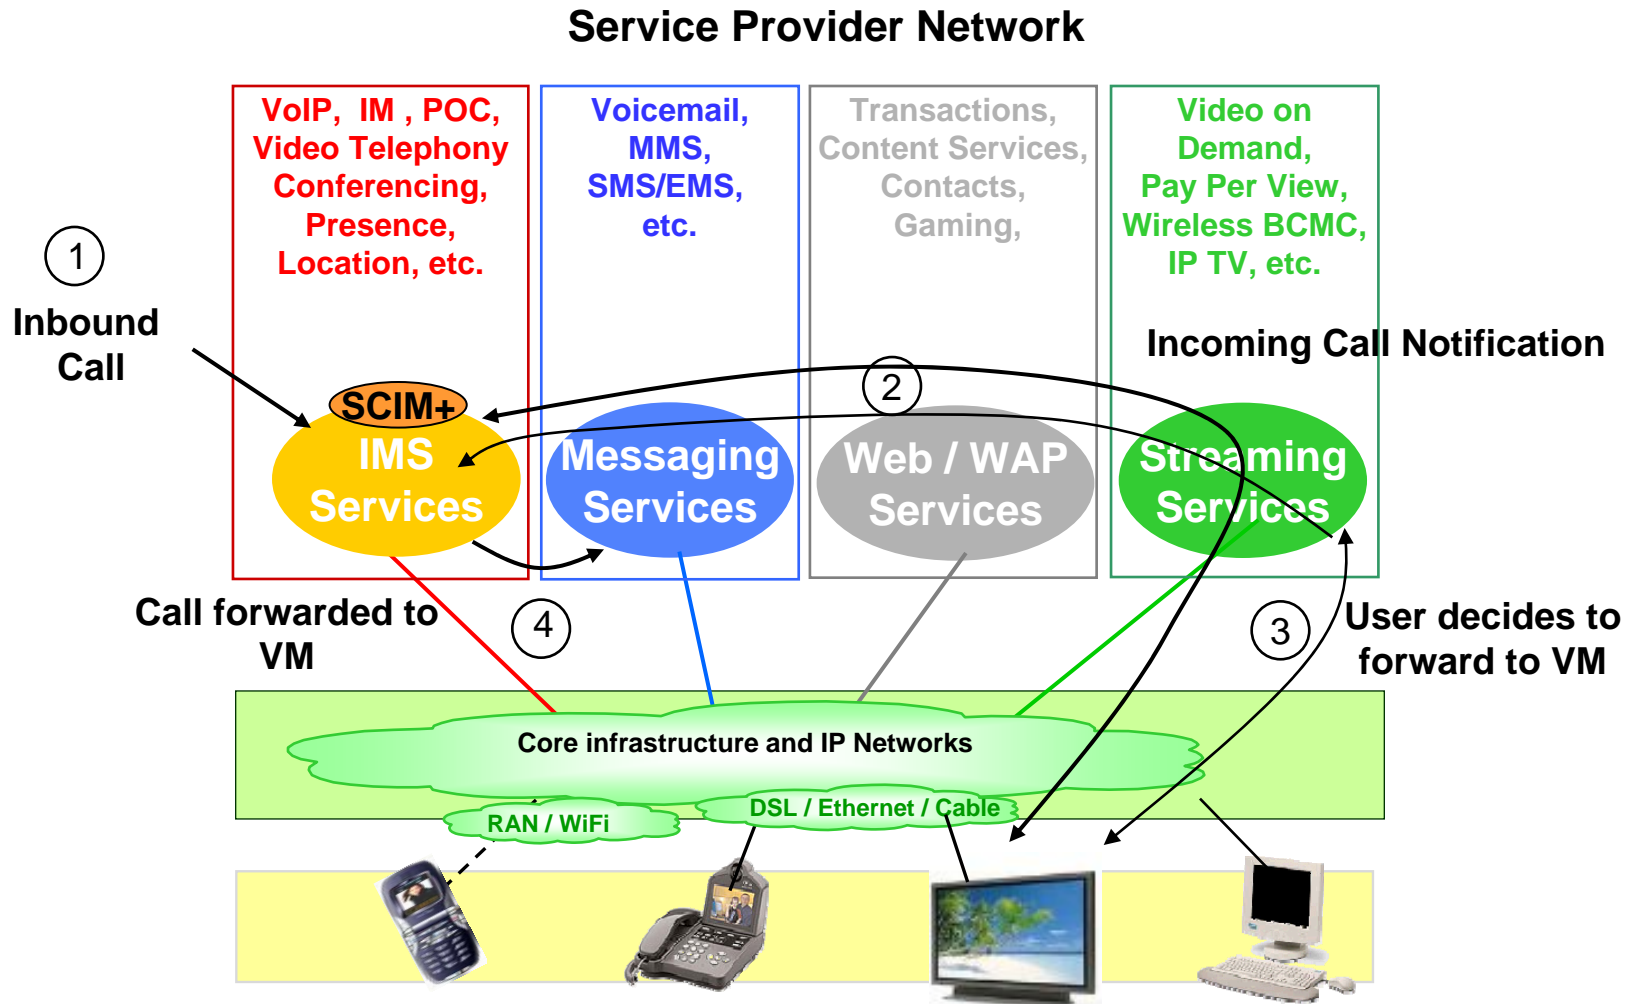 Service Provider Network
VoIP, IM , POC,
Video Telephony
Conferencing,
Presence,
Location, etc.
Voicemail,
MMS,
SMS/EMS,
etc.
Transactions,
Content Services,
Contacts,
Gaming,
Video on
Demand,
Pay Per View,
Wireless BCMC,
IP TV, etc.
1
Inbound
Call
Incoming Call Notification
2
SCIM+
IMS
Services
Messaging
Services
Web / WAP
Services
Streaming
Services
Call forwarded to
VM
4
3
User decides to
forward to VM
Core infrastructure and IP Networks
RAN / WiFi
DSL / Ethernet / Cable